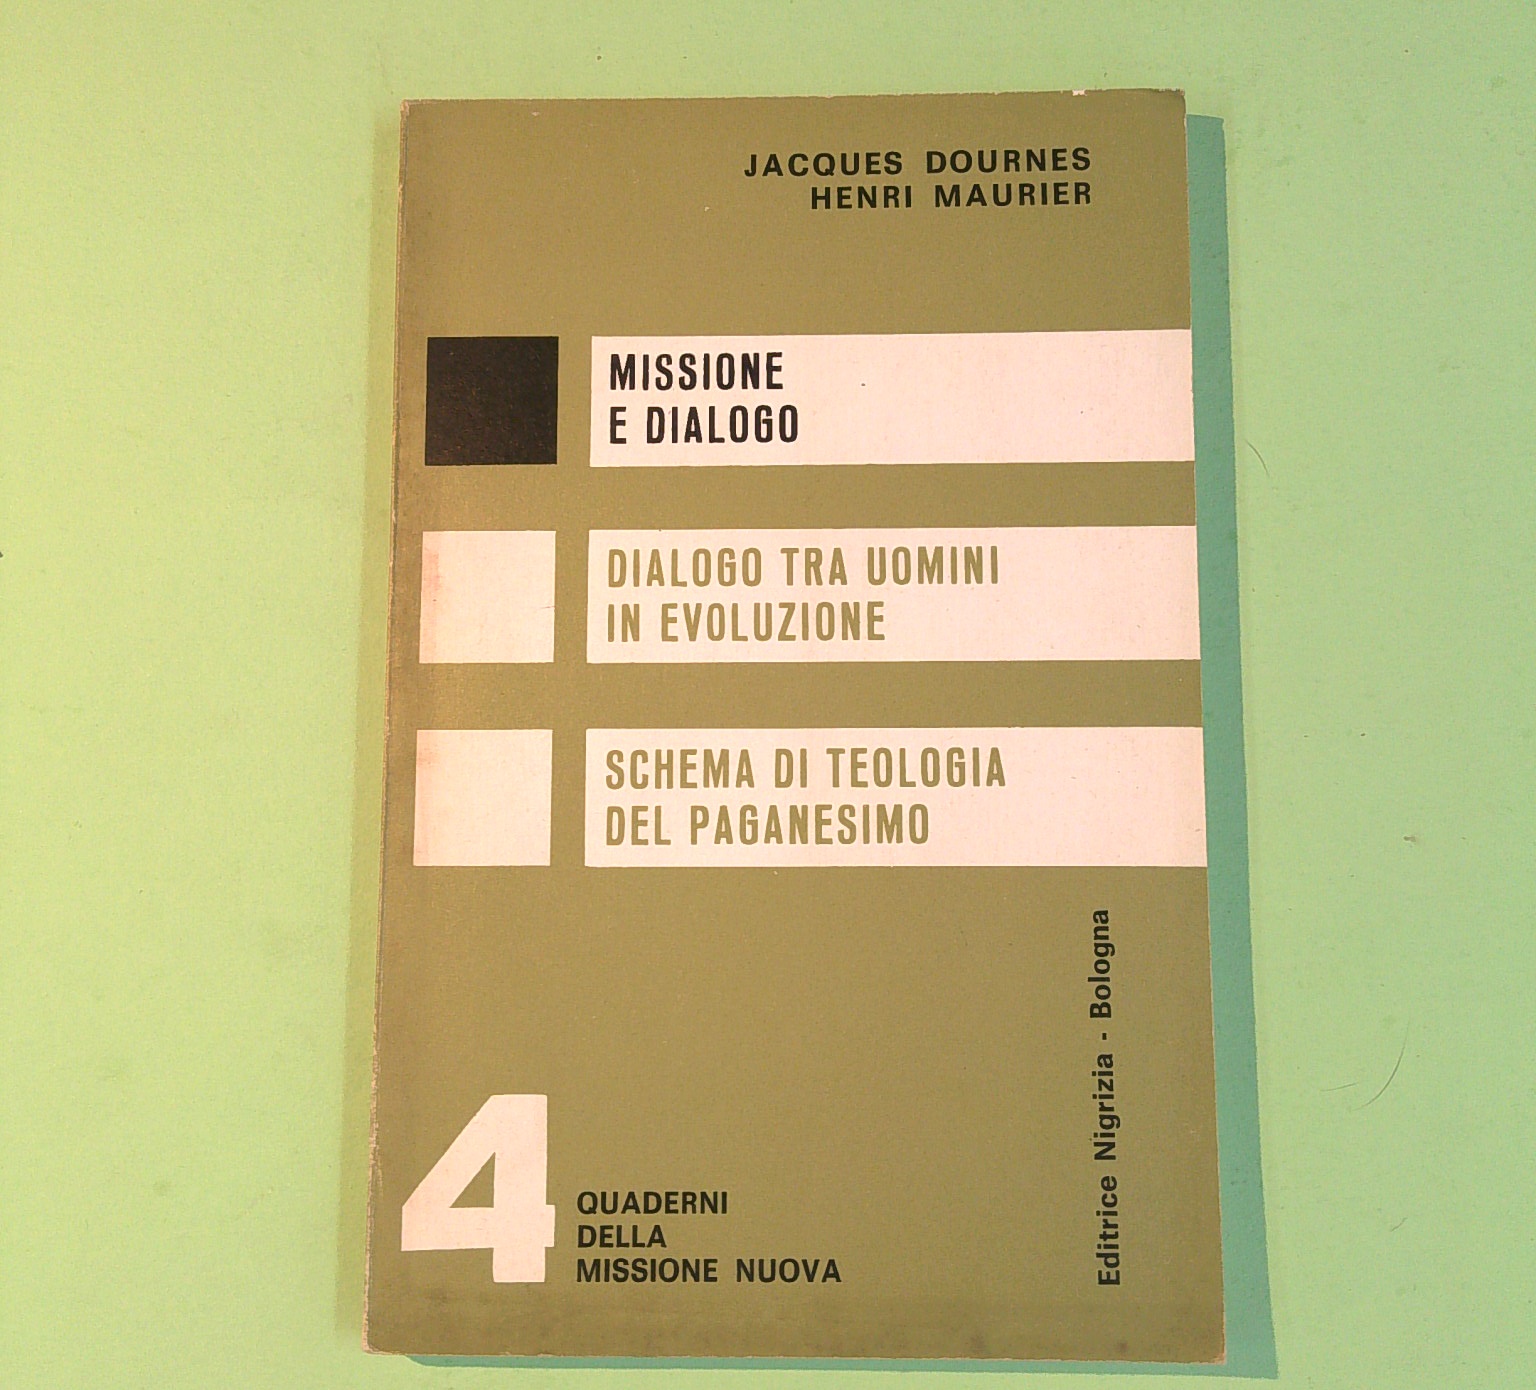 JACQUES DOURNES
HENRI MAURIER
MISSIONE
E DIALOGO
DIALOGO TRA UOMINI
IN EVOLUZIONE
SCHEMA DI TEOLOGIA
DEL PAGANESIMO
Editrice Nigrizia - Bologna
4
QUADERNI
DELLA
MISSIONE NUOVA